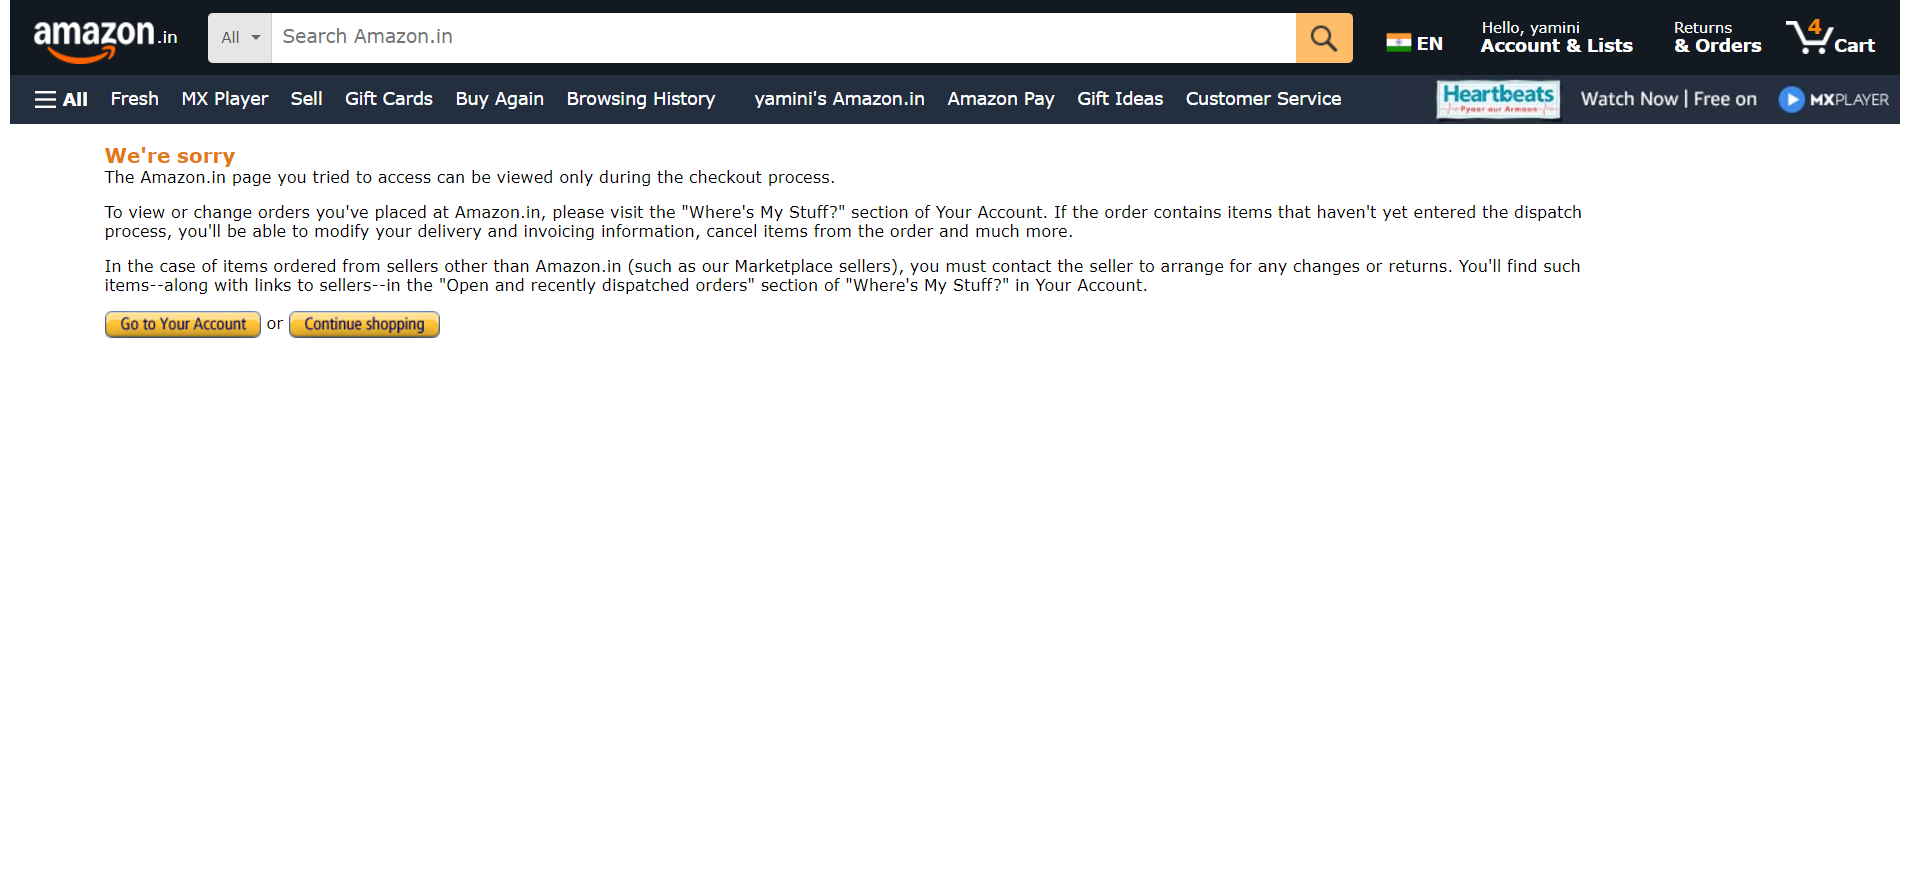 amazon.in
All
Search Amazon.in
EN
Hello, yamini
Account & Lists
Returns
& Orders
4
Cart
All
Fresh
MX Player
Sell
Gift Cards
Buy Again
Browsing History
yamini's Amazon.in
Amazon Pay
Gift Ideas
Customer Service
Heartbeats
Pyaar aur Armaan
Watch Now | Free on
MXPLAYER
We're sorry
The Amazon.in page you tried to access can be viewed only during the checkout process.
To view or change orders you've placed at Amazon.in, please visit the "Where's My Stuff?" section of Your Account. If the order contains items that haven't yet entered the dispatch
process, you'll be able to modify your delivery and invoicing information, cancel items from the order and much more.
In the case of items ordered from sellers other than Amazon.in (such as our Marketplace sellers), you must contact the seller to arrange for any changes or returns. You'll find such
items--along with links to sellers--in the "Open and recently dispatched orders" section of "Where's My Stuff?" in Your Account.
Go to Your Account or Continue shopping